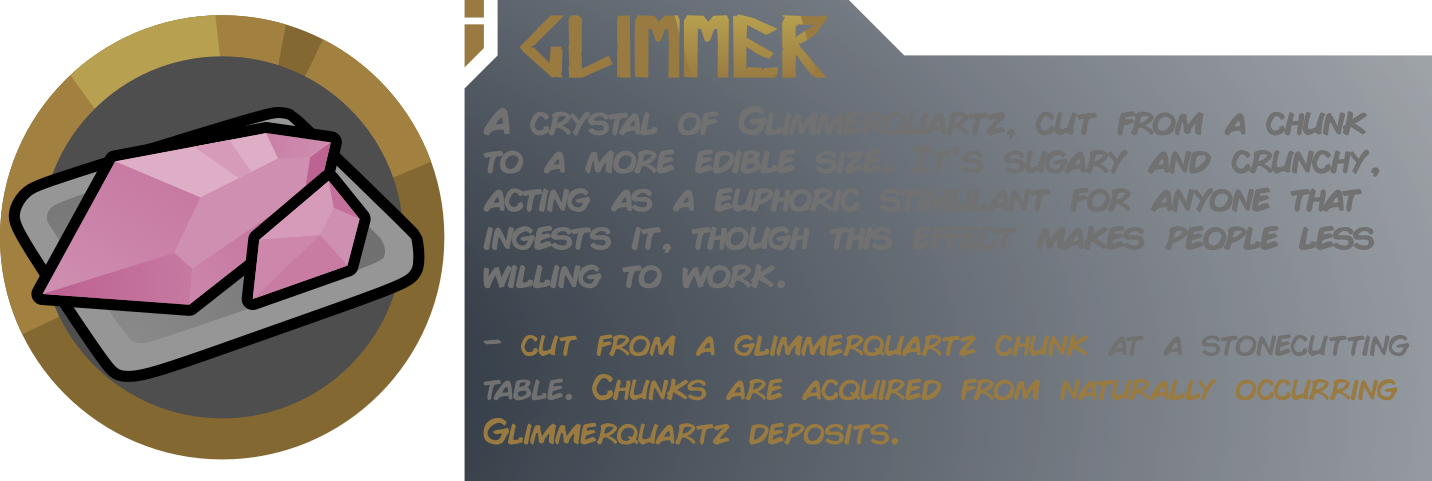 GLIMMER
A crystal of Glimmerquartz, cut from a chunk
to a more edible size. It's sugary and crunchy,
acting as a euphoric stimulant for anyone that
ingests it, though this effect makes people less
willing to work.
- cut from a glimmerquartz chunk at a stonecutting
table. Chunks are acquired from naturally occurring
Glimmerquartz deposits.